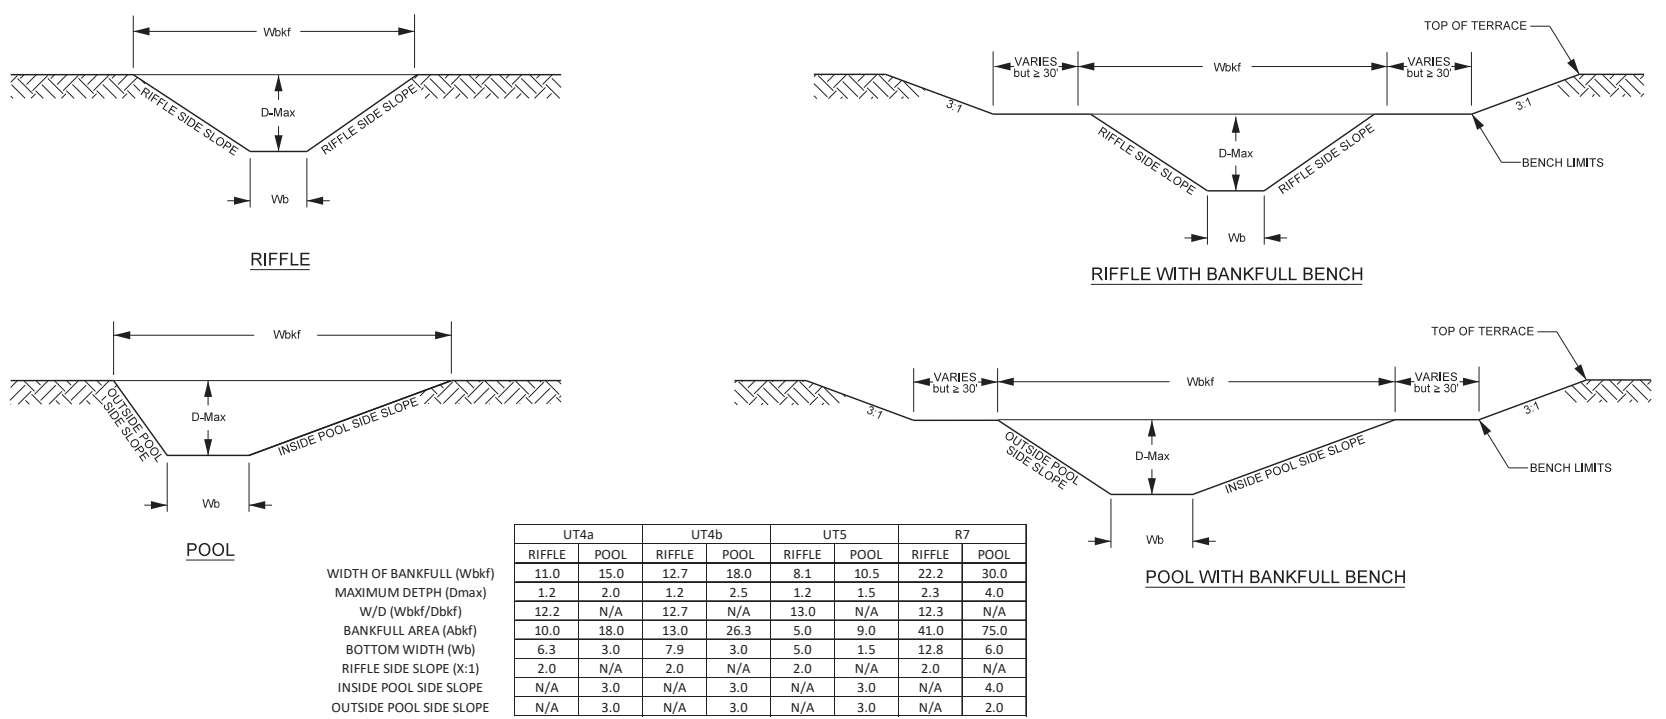 Wbkf
RIFFLE SIDE SLOPE
D-Max
RIFFLE SIDE SLOPE
Wb
RIFFLE
TOP OF TERRACE
VARIES
but ≥ 30'
Wbkf
VARIES
but ≥ 30'
3:1
3:1
RIFFLE SIDE SLOPE
D-Max
RIFFLE SIDE SLOPE
BENCH LIMITS
Wb
RIFFLE WITH BANKFULL BENCH
Wbkf
OUTSIDE POOL
SIDE SLOPE
D-Max
INSIDE POOL SIDE SLOPE
Wb
POOL
TOP OF TERRACE
VARIES
but ≥ 30'
Wbkf
VARIES
but ≥ 30'
3:1
3:1
OUTSIDE POOL
SIDE SLOPE
D-Max
INSIDE POOL SIDE SLOPE
BENCH LIMITS
Wb
POOL WITH BANKFULL BENCH
UT4a UT4b UT5 R7
RIFFLE POOL RIFFLE POOL RIFFLE POOL RIFFLE POOL
WIDTH OF BANKFULL (Wbkf) 11.0 15.0 12.7 18.0 8.1 10.5 22.2 30.0
MAXIMUM DETPH (Dmax) 1.2 2.0 1.2 2.5 1.2 1.5 2.3 4.0
W/D (Wbkf/Dbkf) 12.2 N/A 12.7 N/A 13.0 N/A 12.3 N/A
BANKFULL AREA (Abkf) 10.0 18.0 13.0 26.3 5.0 9.0 41.0 75.0
BOTTOM WIDTH (Wb) 6.3 3.0 7.9 3.0 5.0 1.5 12.8 6.0
RIFFLE SIDE SLOPE (X:1) 2.0 N/A 2.0 N/A 2.0 N/A 2.0 N/A
INSIDE POOL SIDE SLOPE N/A 3.0 N/A 3.0 N/A 3.0 N/A 4.0
OUTSIDE POOL SIDE SLOPE N/A 3.0 N/A 3.0 N/A 3.0 N/A 2.0